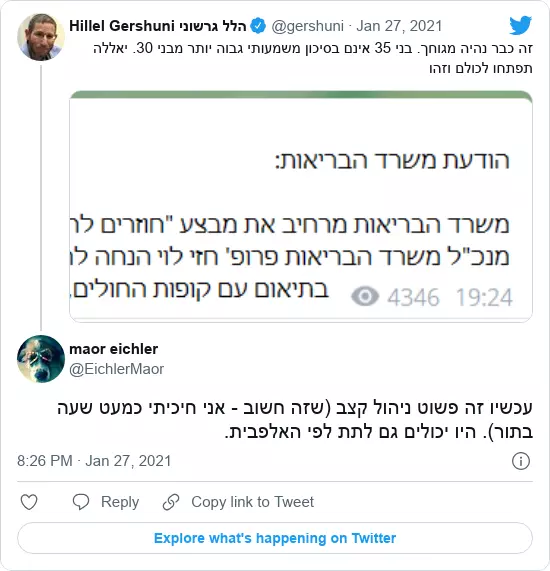 Hillel Gershuni הלל גרשוני @gershuni · Jan 27, 2021
זה כבר נהיה מגוחך. בני 35 אינם בסיכון משמעותי גבוה יותר מבני 30. יאללה
תפתחו לכולם וזהו
הודעת משרד הבריאות:
משרד הבריאות מרחיב את מבצע "חוזרים לח
מנכ"ל משרד הבריאות פרופ' חזי לוי הנחה לה
בתיאום עם קופות החולים, 4346 19:24
maor eichler
@EichlerMaor
עכשיו זה פשוט ניהול קצב (שזה חשוב - אני חיכיתי כמעט שעה
בתור). היו יכולים גם לתת לפי האלפבית.
8:26 PM · Jan 27, 2021
Reply Copy link to Tweet
Explore what's happening on Twitter